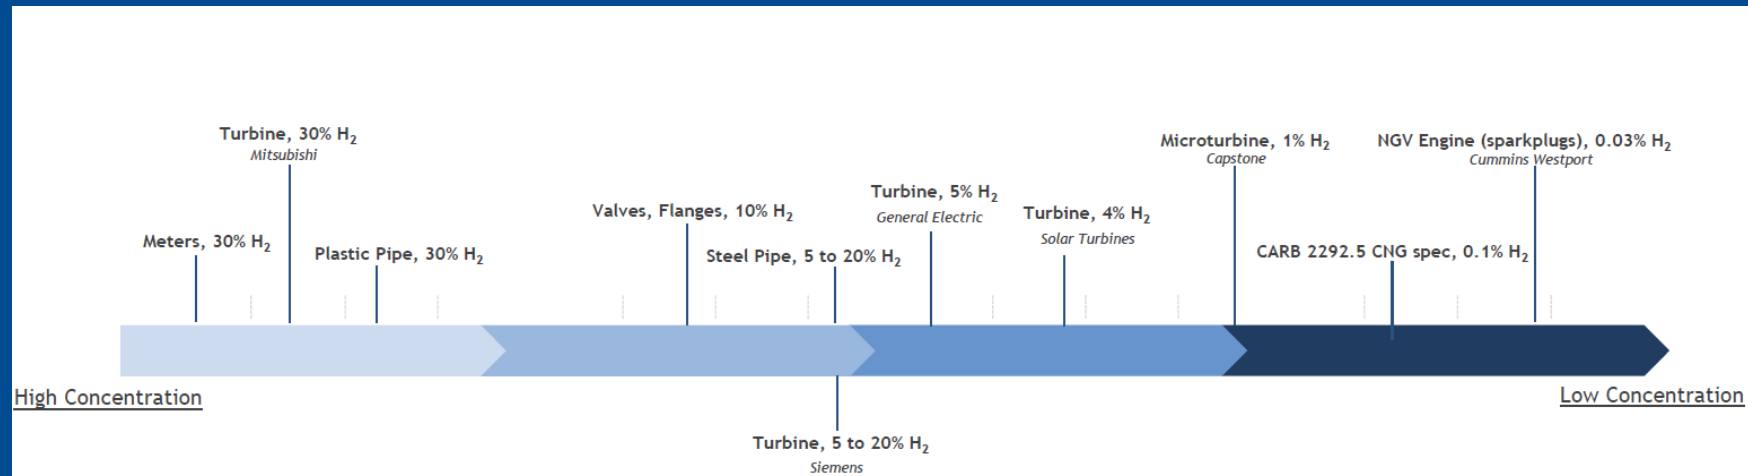 Turbine, 30% H₂
Mitsubishi
Meters, 30% H₂
Plastic Pipe, 30% H₂
Valves, Flanges, 10% H₂
Steel Pipe, 5 to 20% H₂
Turbine, 5% H₂
General Electric
Turbine, 4% H₂
Solar Turbines
Microturbine, 1% H₂
Capstone
NGV Engine (sparkplugs), 0.03% H₂
Cummins Westport
CARB 2292.5 CNG spec, 0.1% H₂
High Concentration
Low Concentration
Turbine, 5 to 20% H₂
Siemens